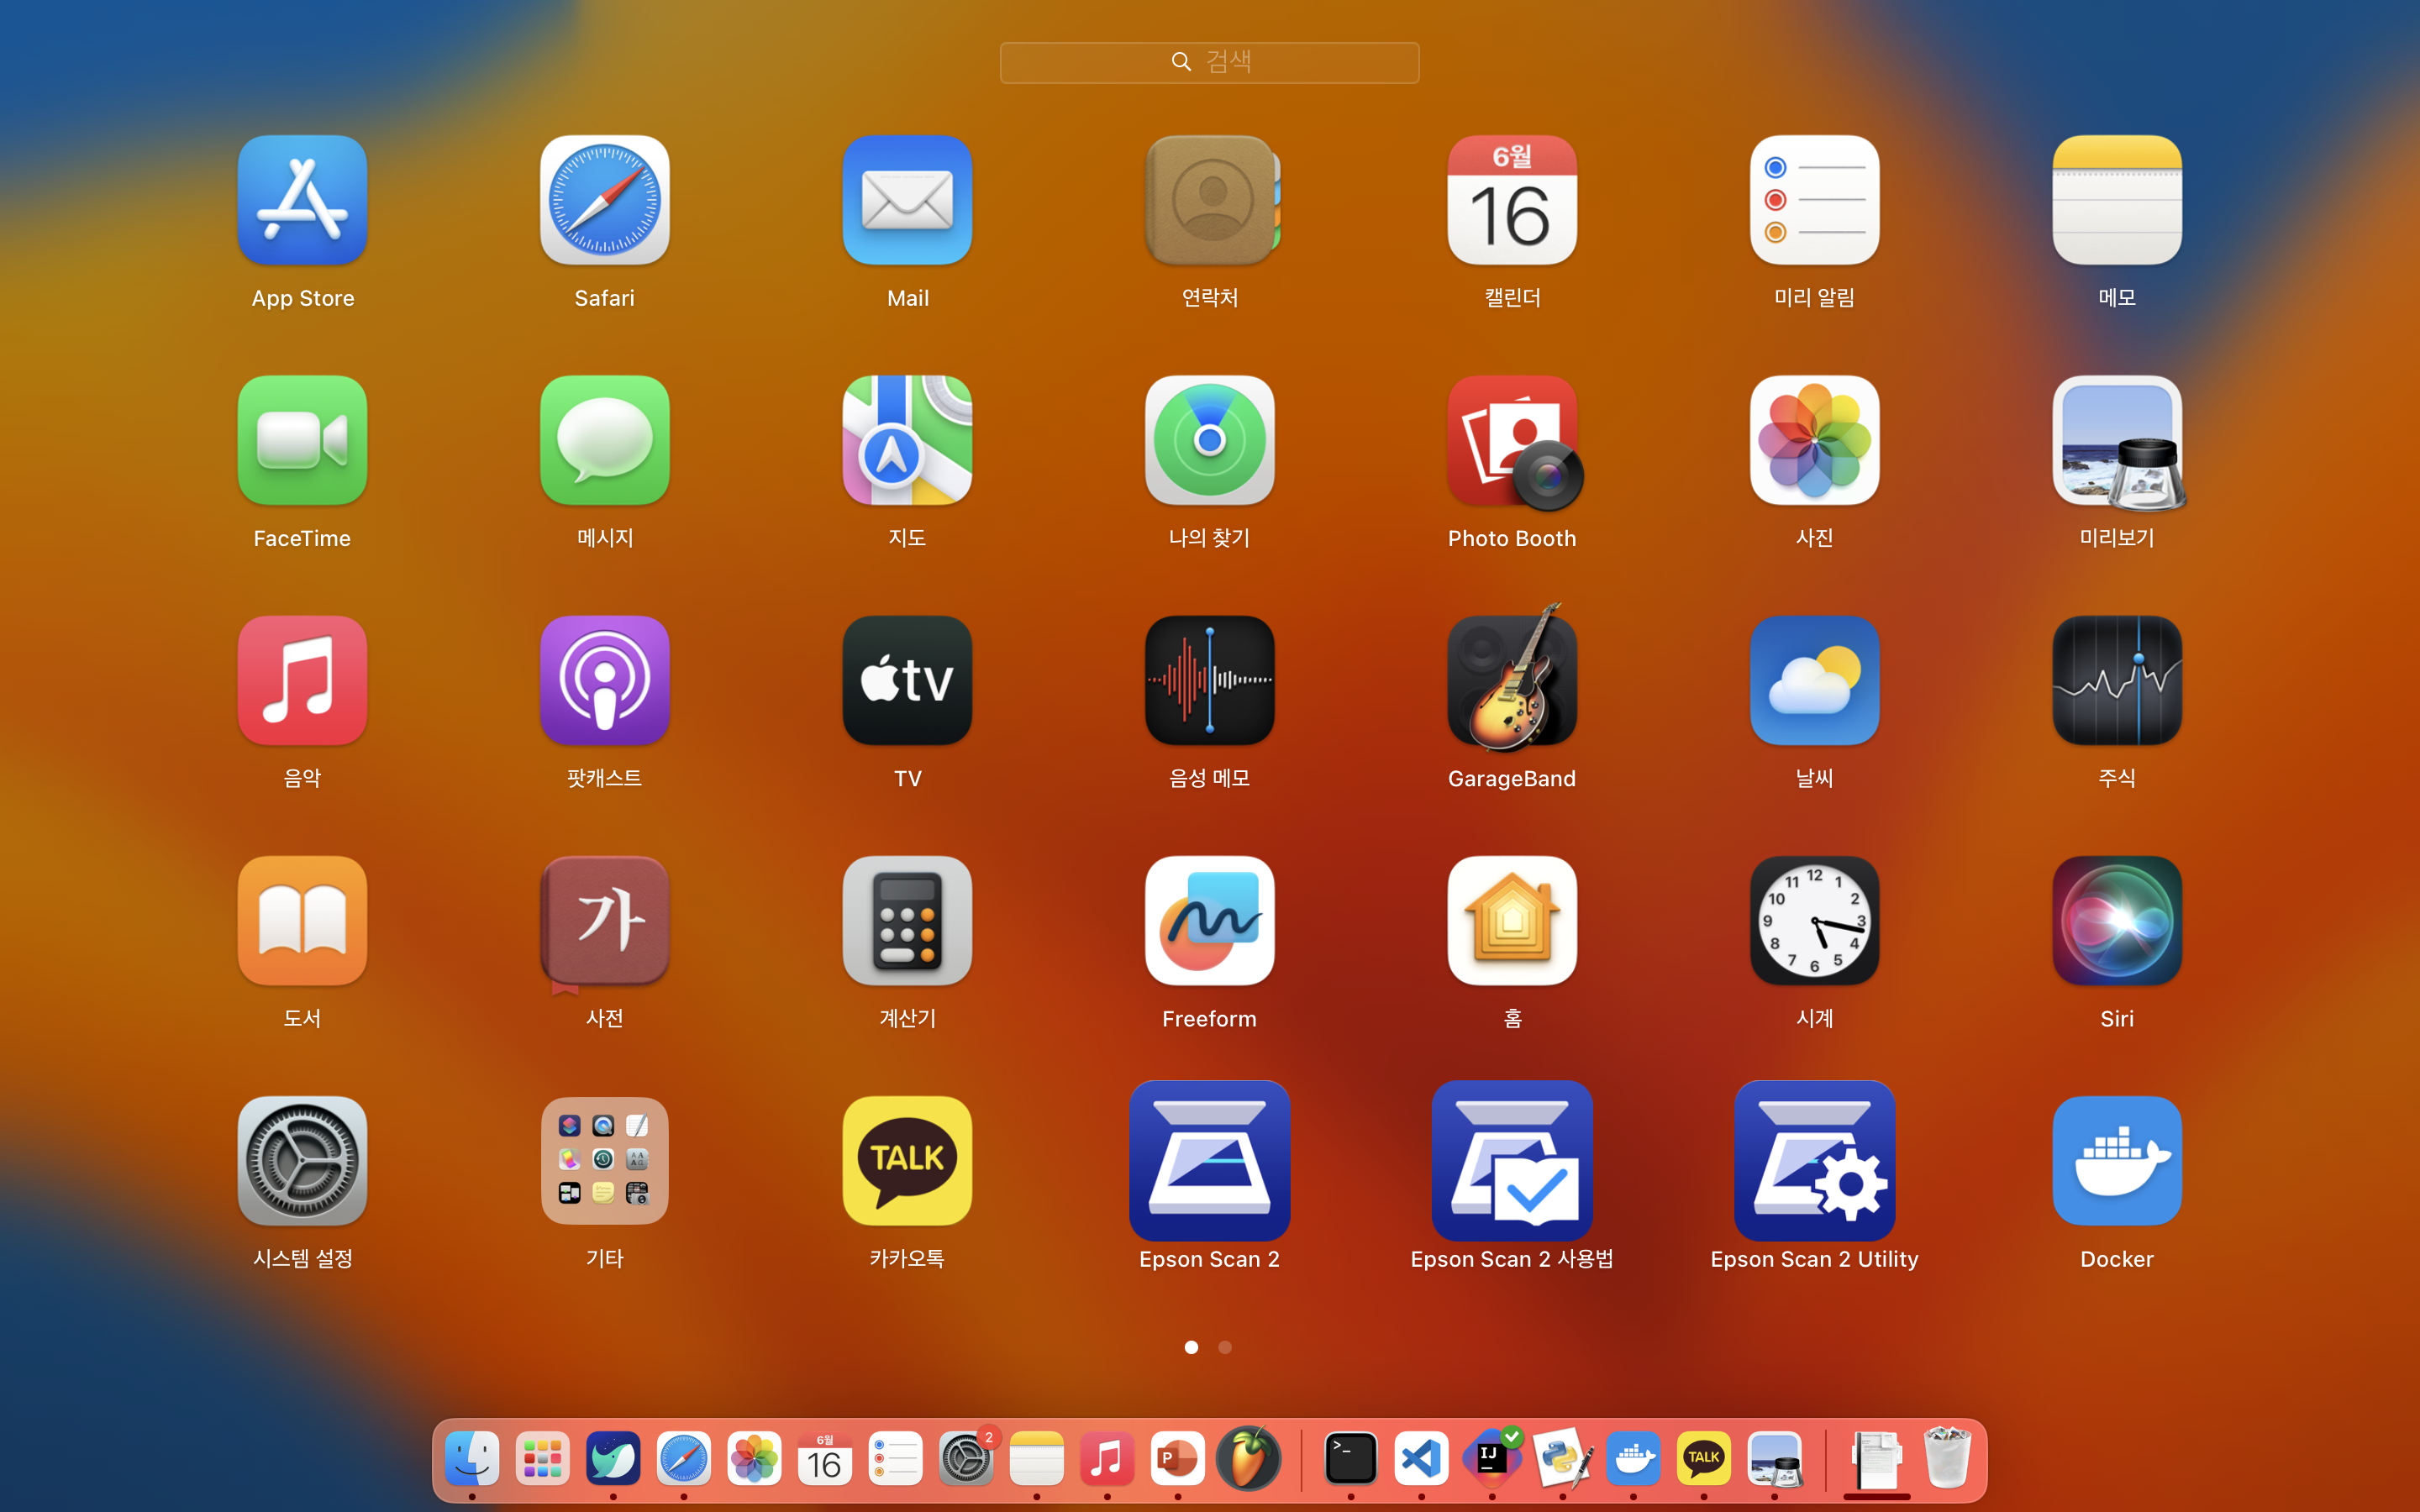 검색
6월
16
App Store
Safari
Mail
연락처
캘린더
미리 알림
메모
FaceTime
메시지
지도
나의 찾기
Photo Booth
사진
미리보기
tv
음악
팟캐스트
TV
음성 메모
GarageBand
날씨
주식
가
12
11 1
10 2
9 3
8 4
7 5
6
도서
사전
계산기
Freeform
홈
시계
Siri
TALK
시스템 설정
기타
카카오톡
Epson Scan 2
Epson Scan 2 사용법
Epson Scan 2 Utility
Docker
6월
16
2
P
>_
IJ
TALK